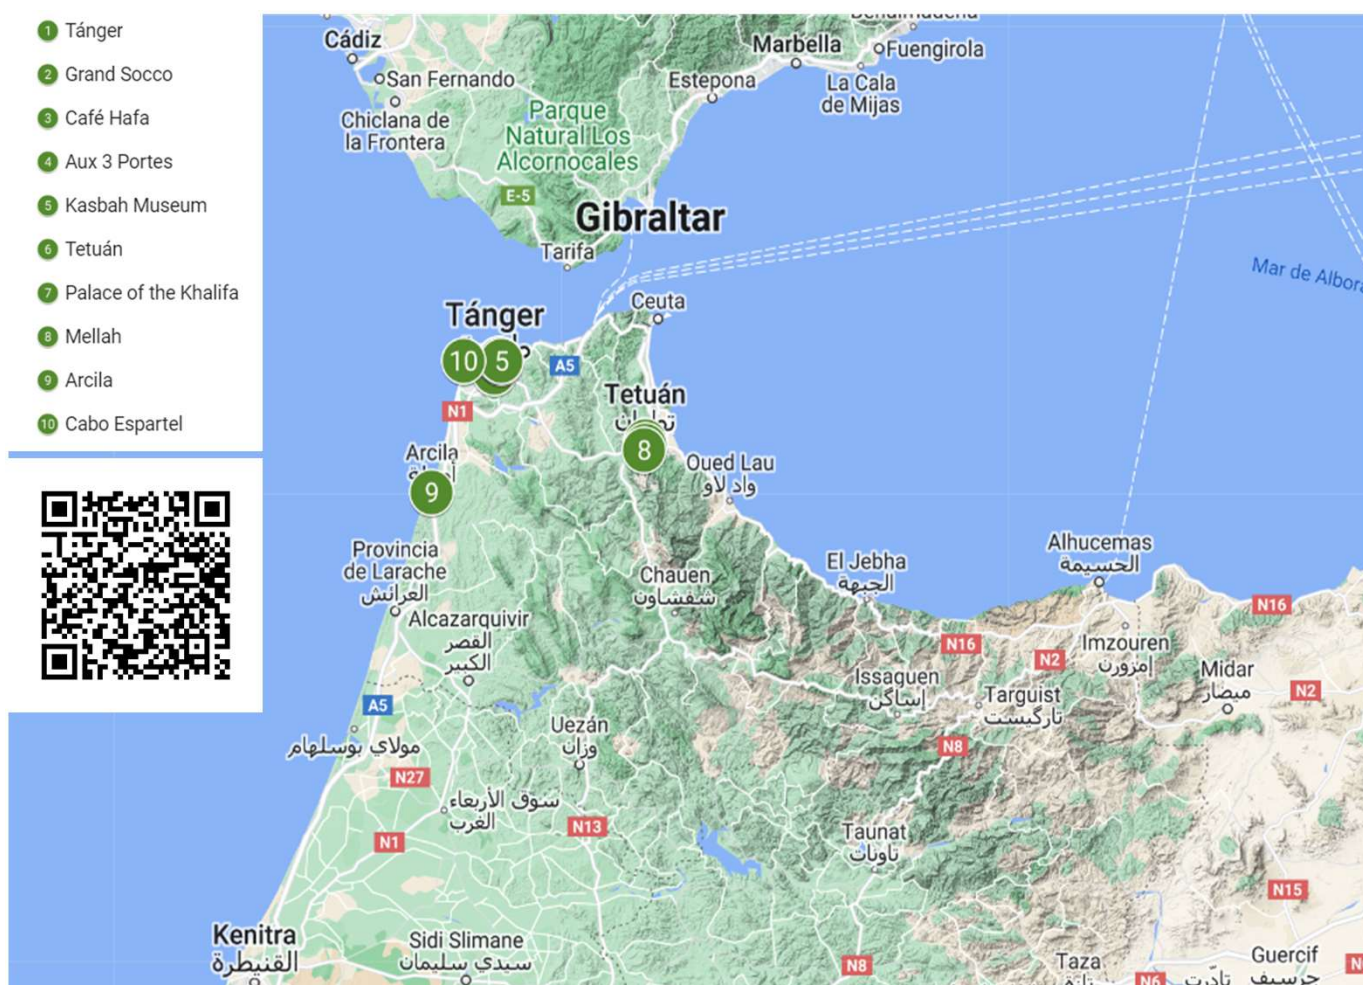 1 Tánger
2 Grand Socco
3 Café Hafa
4 Aux 3 Portes
5 Kasbah Museum
6 Tetuán
7 Palace of the Khalifa
8 Mellah
9 Arcila
10 Cabo Espartel
Cádiz
San Fernando
Chiclana de
la Frontera
Marbella
Fuengirola
Estepona
La Cala
de Mijas
Parque
Natural Los
Alcornocales
E-5
Gibraltar
Tarifa
Mar de
Ceuta
Tánger
10
5
A5
N1
Tetuán
تطوان
8
Arcila
9
Oued Lau
واد لاو
Provincia
de Larache
العرائش
Chauen
شفشاون
El Jebha
الجبهة
Alhucemas
الحسيمة
Alcazarquivir
القصر
الكبير
N16
N16
Imzouren
إمزورن
N2
Midar
ميضار
N2
Issaguen
إساگن
Targuist
تارگيست
A5
Uezán
وزان
مولاي بوسلهام
N8
N27
سوق الأربعاء
الغرب
N13
N1
Taunat
تاونات
N15
Kenitra
القنيطرة
Sidi Slimane
سيدي سليمان
N8
Taza
N6
Guercif
جرسيف